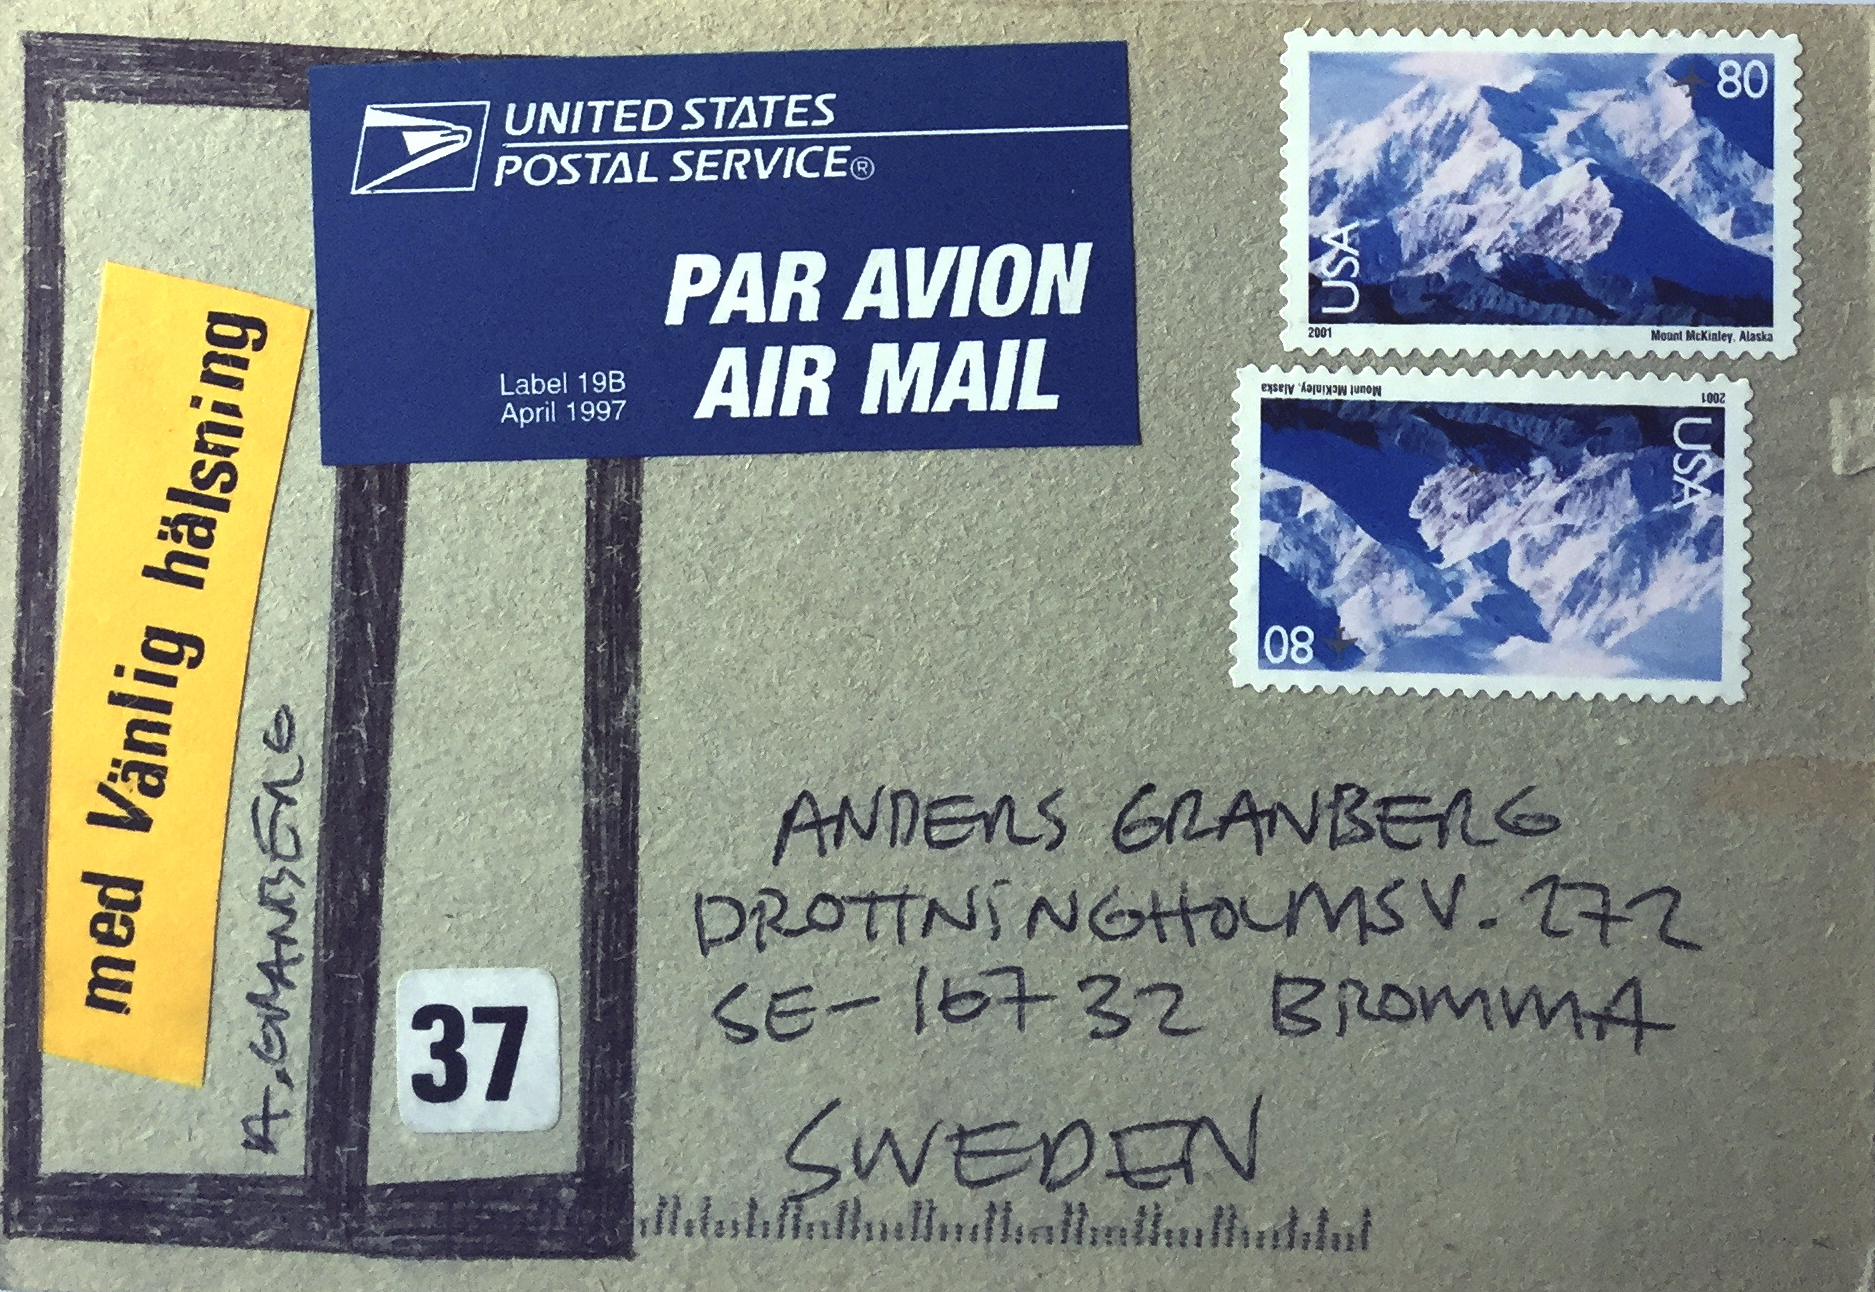 UNITED STATES
POSTAL SERVICE®
PAR AVION
AIR MAIL
Label 19B
April 1997
80
USA
2001
Mount McKinley, Alaska
Mount McKinley, Alaska
2001
USA
80
med Vänlig hälsning
A. GRANBERG
37
ANDERS GRANBERG
DROTTNINGHOLMSV. 272
SE-167 32 BROMMA
SWEDEN